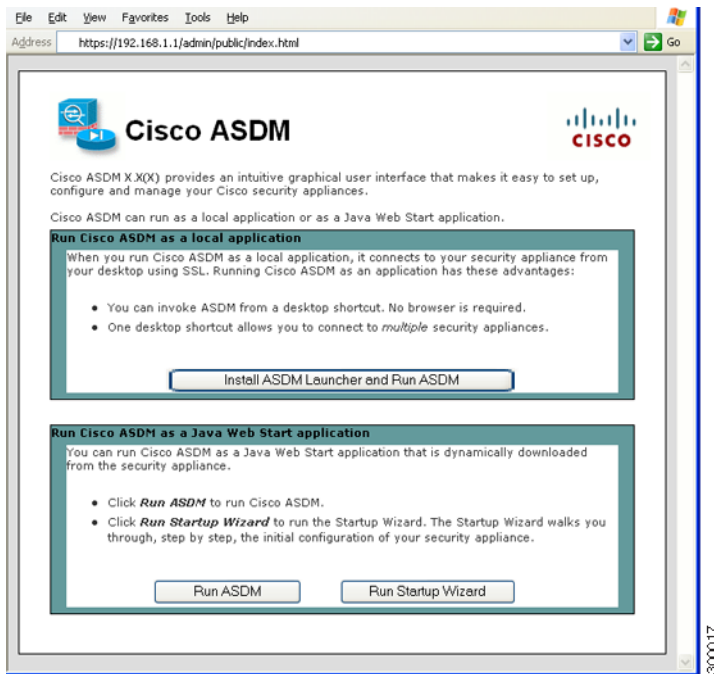 File Edit View Favorites Tools Help
Address https://192.168.1.1/admin/public/index.html Go
Cisco ASDM
CISCO
Cisco ASDM X.X(X) provides an intuitive graphical user interface that makes it easy to set up,
configure and manage your Cisco security appliances.
Cisco ASDM can run as a local application or as a Java Web Start application.
Run Cisco ASDM as a local application
When you run Cisco ASDM as a local application, it connects to your security appliance from
your desktop using SSL. Running Cisco ASDM as an application has these advantages:
• You can invoke ASDM from a desktop shortcut. No browser is required.
• One desktop shortcut allows you to connect to multiple security appliances.
Install ASDM Launcher and Run ASDM
Run Cisco ASDM as a Java Web Start application
You can run Cisco ASDM as a Java Web Start application that is dynamically downloaded
from the security appliance.
• Click Run ASDM to run Cisco ASDM.
• Click Run Startup Wizard to run the Startup Wizard. The Startup Wizard walks you
through, step by step, the initial configuration of your security appliance.
Run ASDM Run Startup Wizard
300017